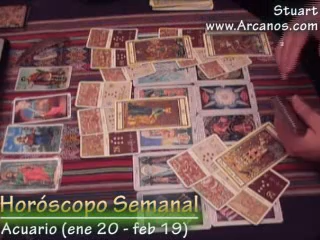 Stuart
www.Arcanos.com
Horóscopo Semanal
Acuario (ene 20 - feb 19)